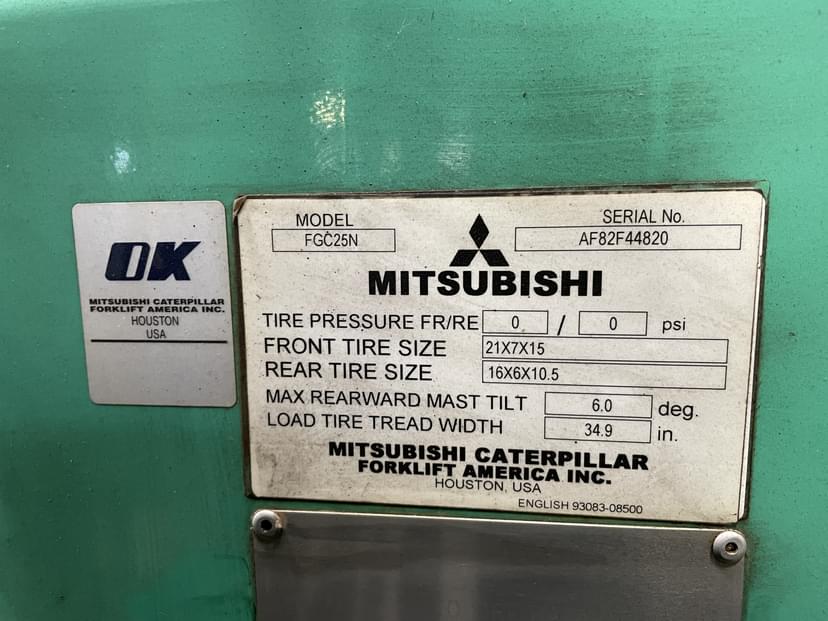 OK
MITSUBISHI CATERPILLAR
FORKLIFT AMERICA INC.
HOUSTON
USA
MODEL
FGC25N
SERIAL No.
AF82F44820
MITSUBISHI
TIRE PRESSURE FR/RE 0 / 0 psi
FRONT TIRE SIZE 21X7X15
REAR TIRE SIZE 16X6X10.5
MAX REARWARD MAST TILT 6.0 deg.
LOAD TIRE TREAD WIDTH 34.9 in.
MITSUBISHI CATERPILLAR
FORKLIFT AMERICA INC.
HOUSTON, USA
ENGLISH 93083-08500